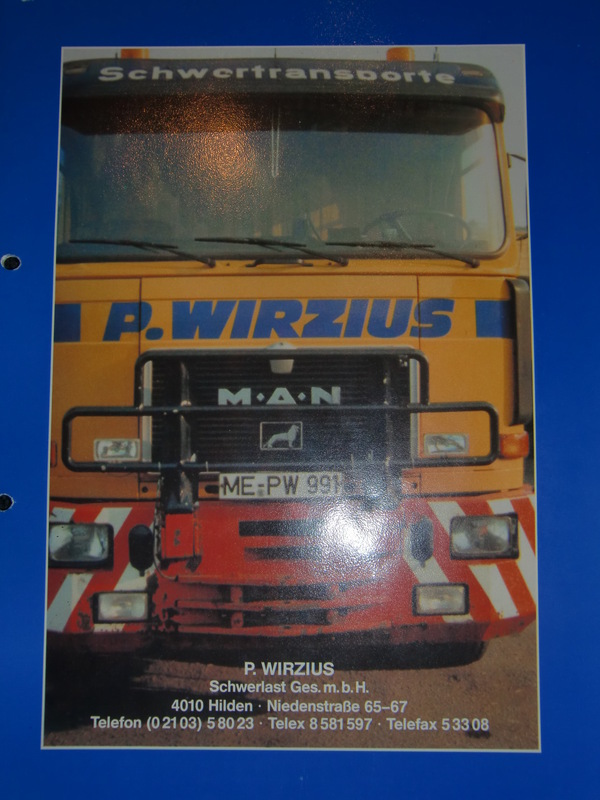 Schwertransporte
P. WIRZIUS
M·A·N
ME-PW 991
P. WIRZIUS
Schwerlast Ges. m. b. H.
4010 Hilden · Niedenstraße 65–67
Telefon (0 21 03) 5 80 23 · Telex 8 581 597 · Telefax 5 33 08